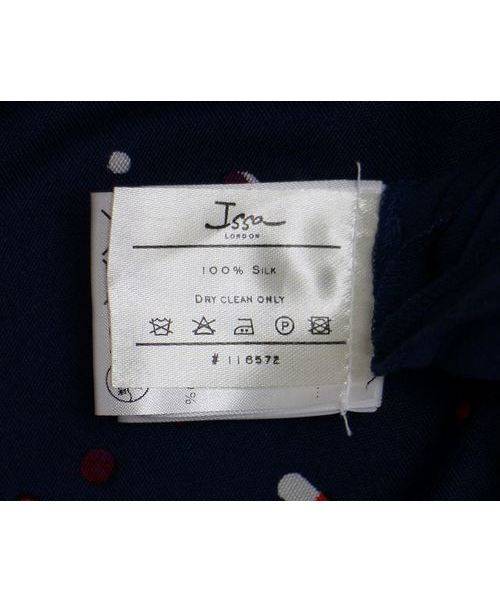 Issa
LONDON
100% SILK
DRY CLEAN ONLY
P
# 116572
%